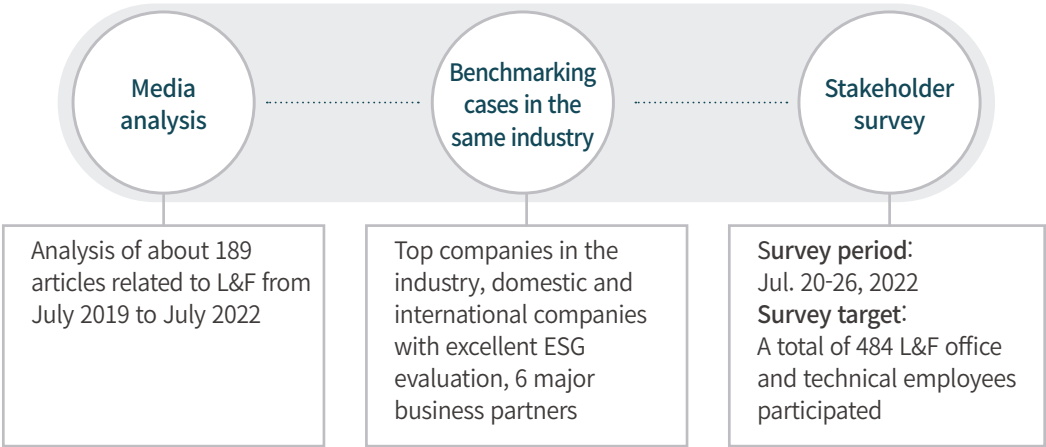 Media
analysis
Benchmarking
cases in the
same industry
Stakeholder
survey
Analysis of about 189
articles related to L&F from
July 2019 to July 2022
Top companies in the
industry, domestic and
international companies
with excellent ESG
evaluation, 6 major
business partners
Survey period:
Jul. 20-26, 2022
Survey target:
A total of 484 L&F office
and technical employees
participated